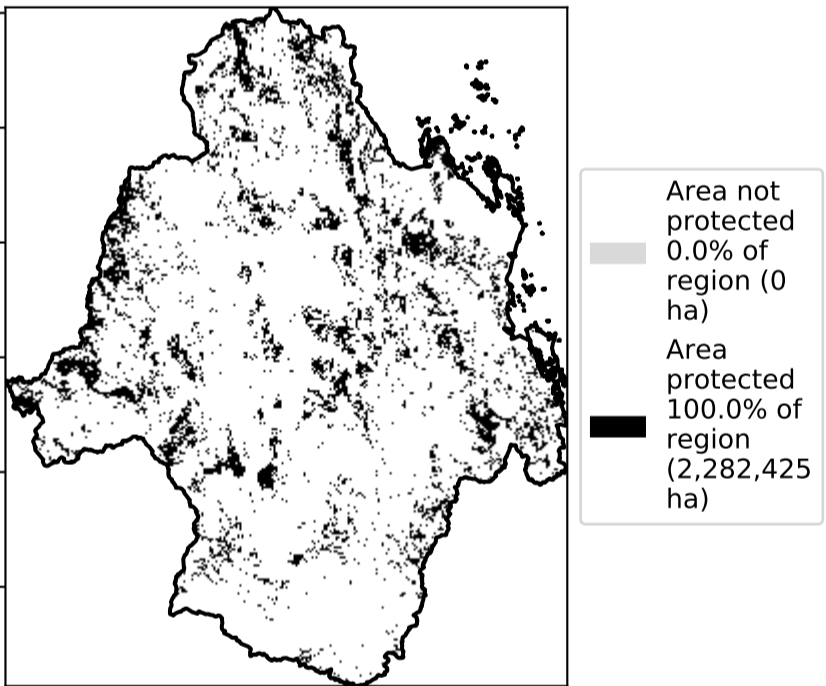 Area not
protected
0.0% of
region (0
ha)
Area
protected
100.0% of
region
(2,282,425
ha)